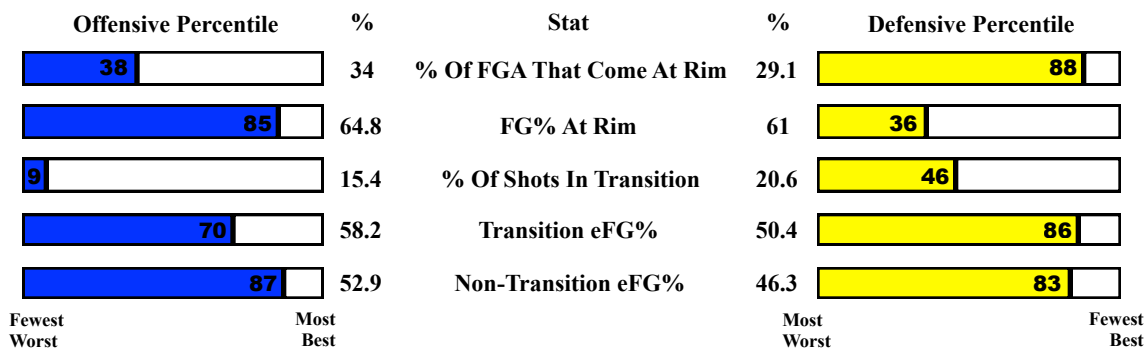 Offensive Percentile % Stat % Defensive Percentile
38 34 % Of FGA That Come At Rim 29.1 88
85 64.8 FG% At Rim 61 36
9 15.4 % Of Shots In Transition 20.6 46
70 58.2 Transition eFG% 50.4 86
87 52.9 Non-Transition eFG% 46.3 83
Fewest Most Most Fewest
Worst Best Worst Best